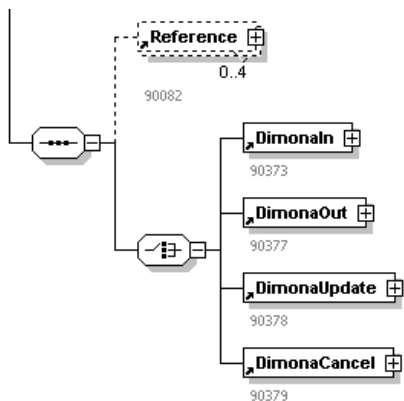 Reference
0..4
90082
DimonaIn
90373
DimonaOut
90377
DimonaUpdate
90378
DimonaCancel
90379